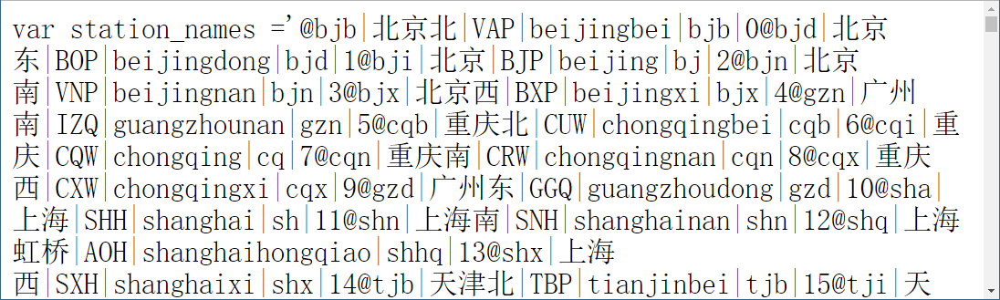 var station_names ='@bjb|北京北|VAP|beijingbei|bjb|0@bjd|北京
东|BOP|beijingdong|bjd|1@bji|北京|BJP|beijing|bj|2@bjn|北京
南|VNP|beijingnan|bjn|3@bjx|北京西|BXP|beijingxi|bjx|4@gzn|广州
南|IZQ|guangzhounan|gzn|5@cqb|重庆北|CUW|chongqingbei|cqb|6@cqi|重
庆|CQW|chongqing|cq|7@cqn|重庆南|CRW|chongqingnan|cqn|8@cqx|重庆
西|CXW|chongqingxi|cqx|9@gzd|广州东|GGQ|guangzhoudong|gzd|10@sha|
上海|SHH|shanghai|sh|11@shn|上海南|SNH|shanghainan|shn|12@shq|上海
虹桥|AOH|shanghaihongqiao|shhq|13@shx|上海
西|SXH|shanghaixi|shx|14@tjb|天津北|TBP|tianjinbei|tjb|15@tji|天